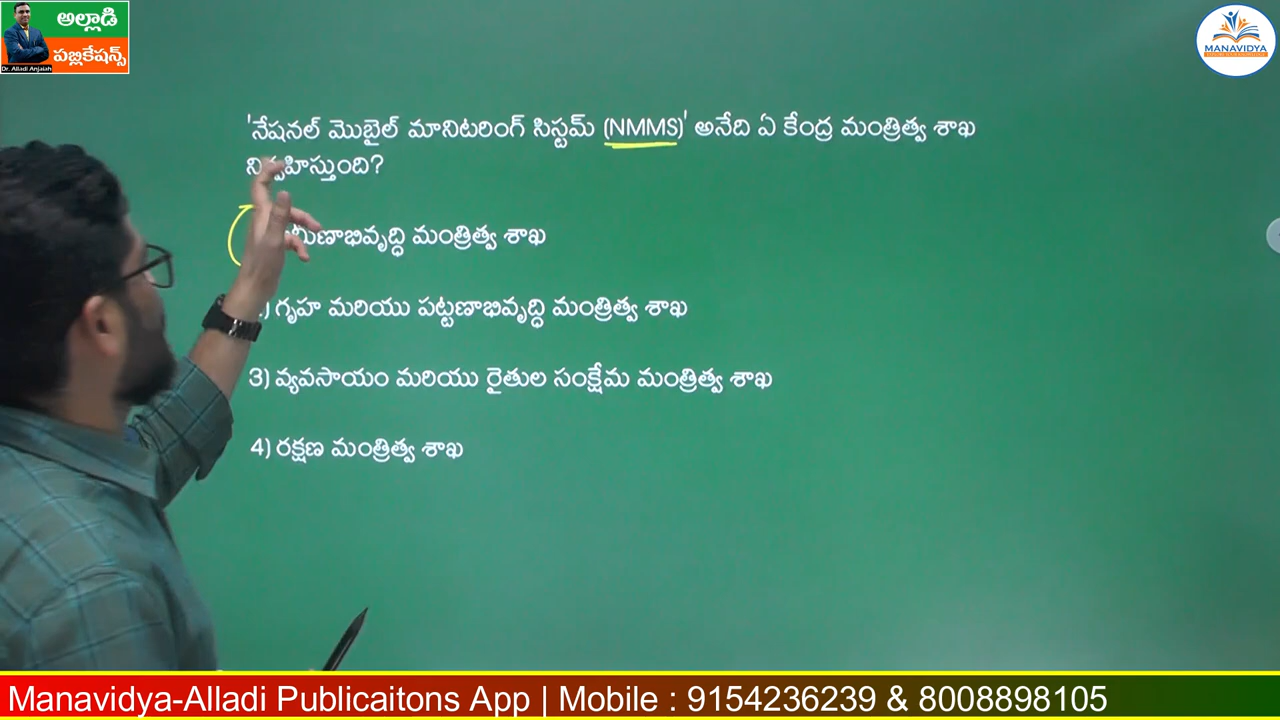 అల్లాడి
పబ్లికేషన్స్
Dr. Alladi Anjaiah
MANAVIDYA
'నేషనల్ మొబైల్ మానిటరింగ్ సిస్టమ్ (NMMS)' అనేది ఏ కేంద్ర మంత్రిత్వ శాఖ
నిర్వహిస్తుంది?
మంత్రిత్వ శాఖ
గృహ మరియు పట్టణాభివృద్ధి మంత్రిత్వ శాఖ
3) వ్యవసాయం మరియు రైతుల సంక్షేమ మంత్రిత్వ శాఖ
4) రక్షణ మంత్రిత్వ శాఖ
Manavidya-Alladi Publicaitons App | Mobile : 9154236239 & 8008898105